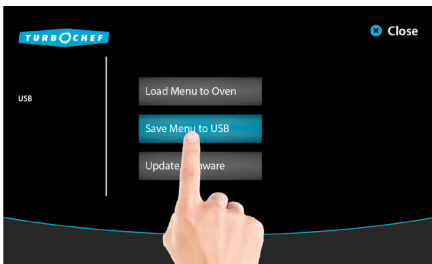 TURBOCHEF
Close
USB
Load Menu to Oven
Save Menu to USB
Update